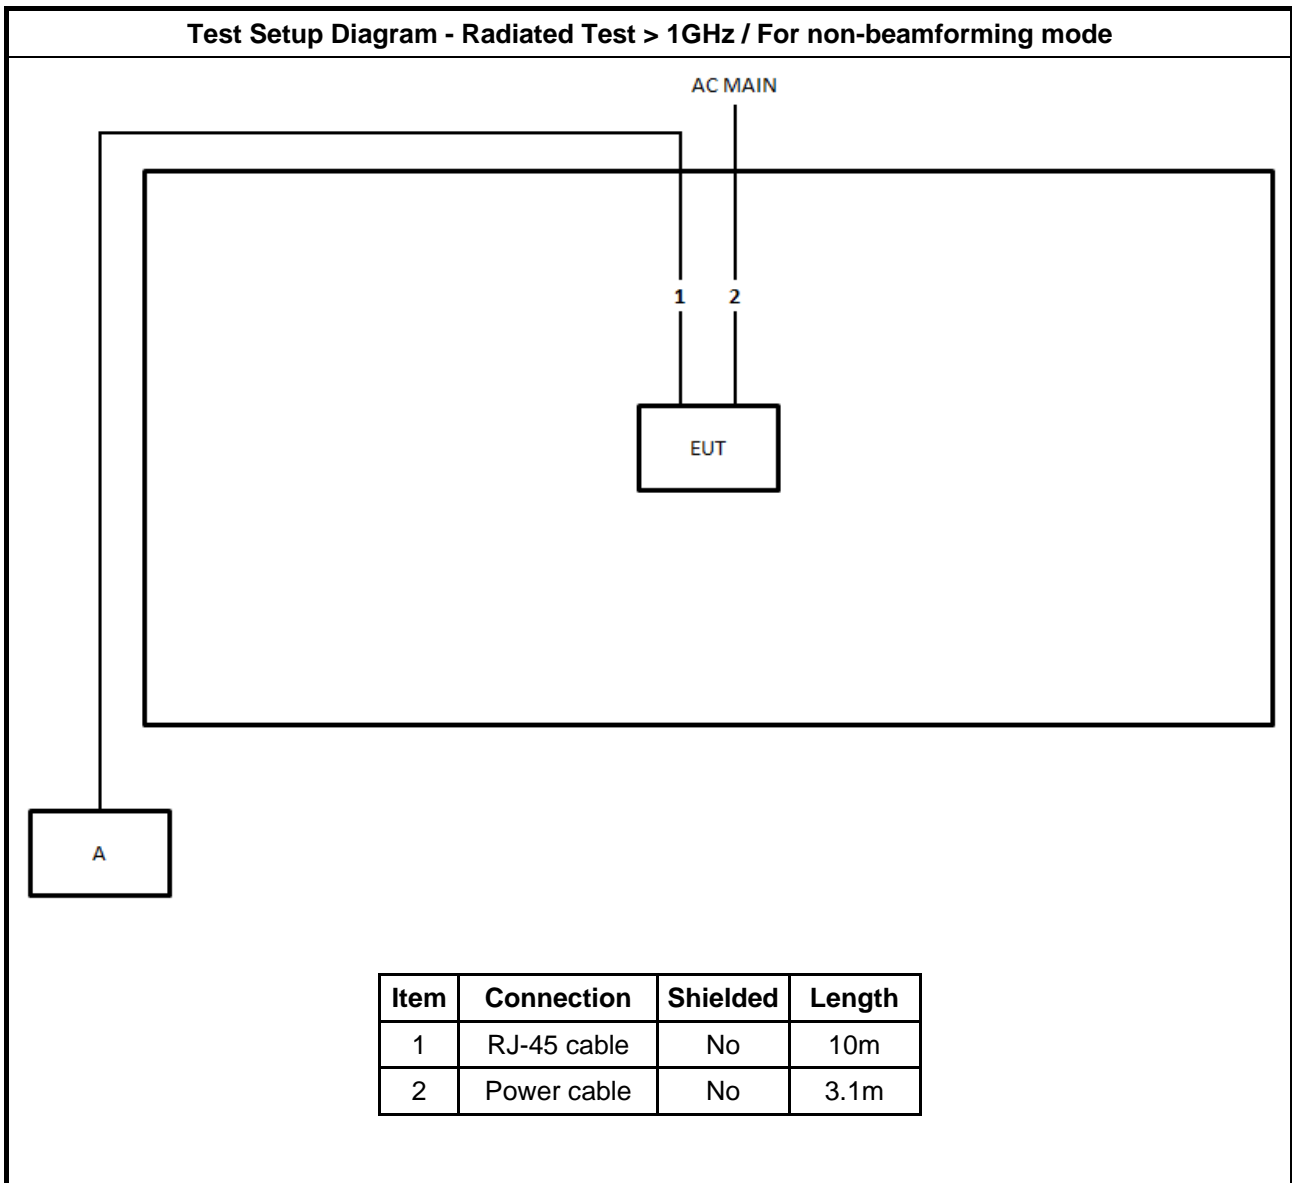 Test Setup Diagram - Radiated Test > 1GHz / For non-beamforming mode
AC MAIN
1 2
EUT
A
Item Connection Shielded Length
1 RJ-45 cable No 10m
2 Power cable No 3.1m